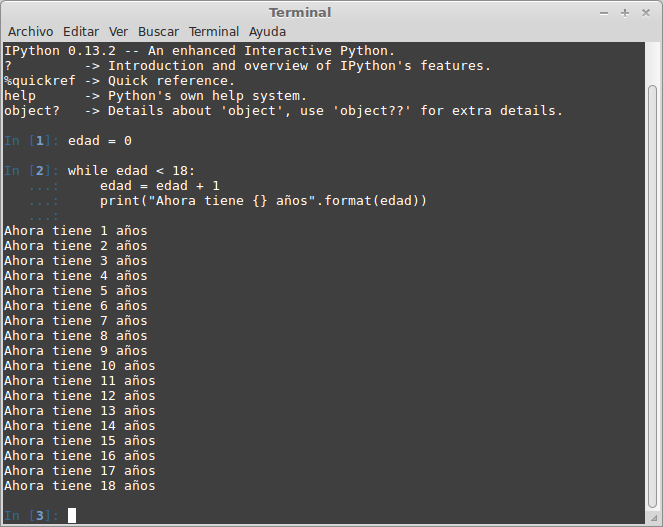 Terminal
Archivo Editar Ver Buscar Terminal Ayuda
IPython 0.13.2 -- An enhanced Interactive Python.
?         -> Introduction and overview of IPython's features.
%quickref -> Quick reference.
help      -> Python's own help system.
object?   -> Details about 'object', use 'object??' for extra details.
In [1]: edad = 0
In [2]: while edad < 18:
   ...:     edad = edad + 1
   ...:     print("Ahora tiene {} años".format(edad))
   ...:
Ahora tiene 1 años
Ahora tiene 2 años
Ahora tiene 3 años
Ahora tiene 4 años
Ahora tiene 5 años
Ahora tiene 6 años
Ahora tiene 7 años
Ahora tiene 8 años
Ahora tiene 9 años
Ahora tiene 10 años
Ahora tiene 11 años
Ahora tiene 12 años
Ahora tiene 13 años
Ahora tiene 14 años
Ahora tiene 15 años
Ahora tiene 16 años
Ahora tiene 17 años
Ahora tiene 18 años
In [3]: